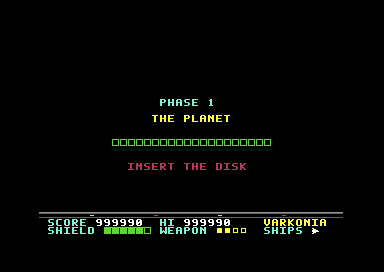 PHASE 1
THE PLANET
INSERT THE DISK
SCORE 999990 HI 999990 VARKONIA
SHIELD WEAPON SHIPS